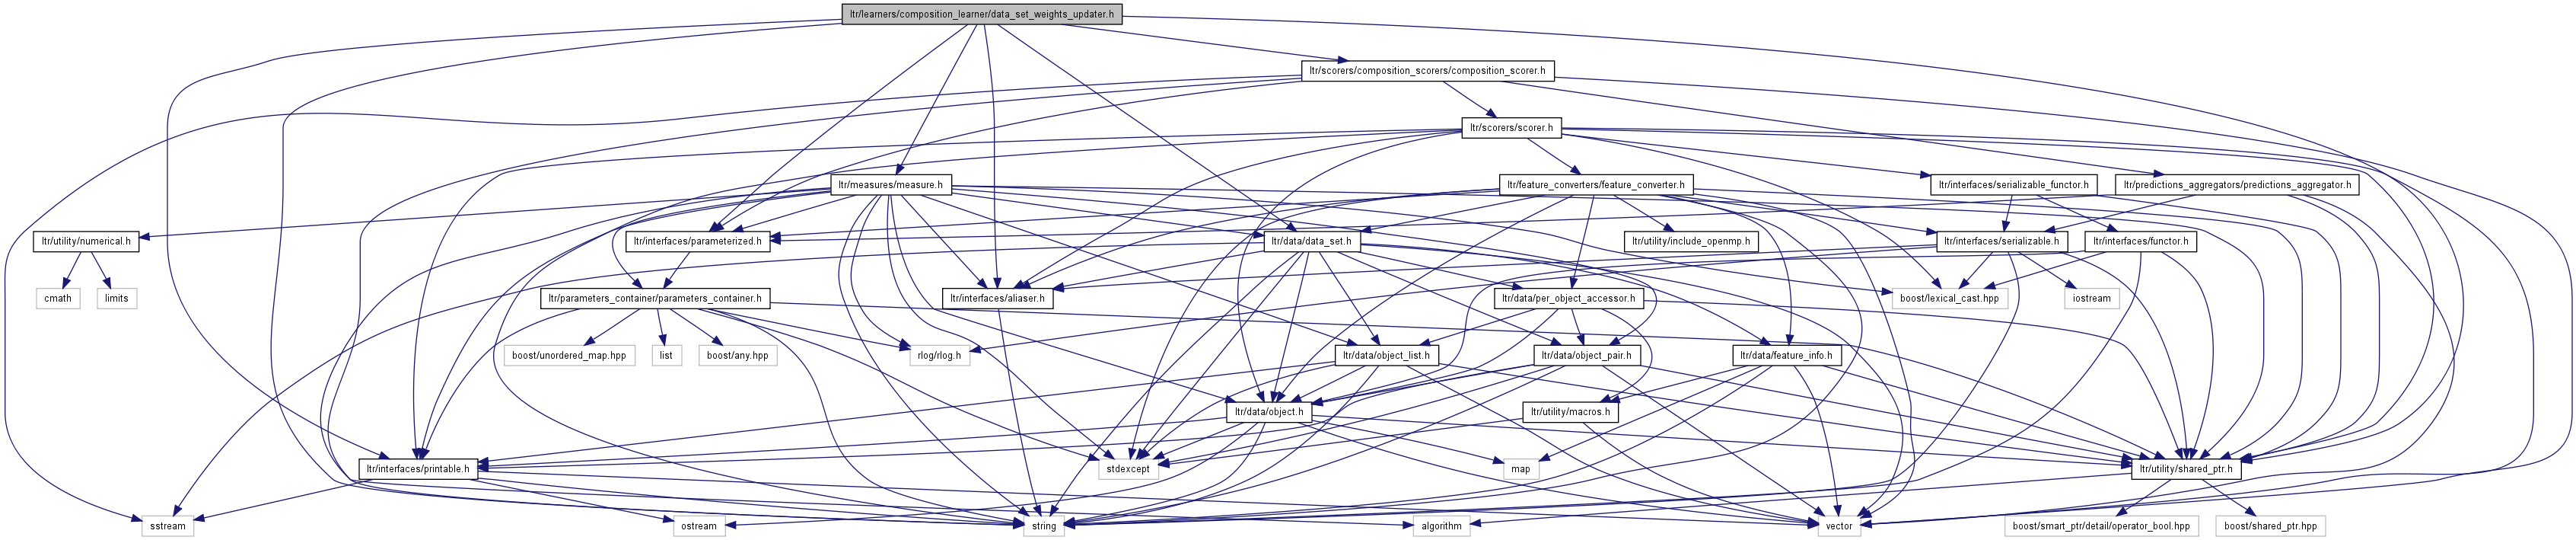 ltr/learners/composition_learner/data_set_weights_updater.h
ltr/scorers/composition_scorers/composition_scorer.h
ltr/scorers/scorer.h
ltr/measures/measure.h
ltr/feature_converters/feature_converter.h
ltr/interfaces/serializable_functor.h
ltr/predictions_aggregators/predictions_aggregator.h
ltr/utility/numerical.h
ltr/interfaces/parameterized.h
ltr/data/data_set.h
ltr/utility/include_openmp.h
ltr/interfaces/serializable.h
ltr/interfaces/functor.h
cmath
limits
ltr/parameters_container/parameters_container.h
ltr/interfaces/aliaser.h
ltr/data/per_object_accessor.h
boost/lexical_cast.hpp
iostream
boost/unordered_map.hpp
list
boost/any.hpp
rlog/rlog.h
ltr/data/object_list.h
ltr/data/object_pair.h
ltr/data/feature_info.h
ltr/data/object.h
ltr/utility/macros.h
ltr/interfaces/printable.h
stdexcept
map
ltr/utility/shared_ptr.h
sstream
ostream
string
algorithm
vector
boost/smart_ptr/detail/operator_bool.hpp
boost/shared_ptr.hpp